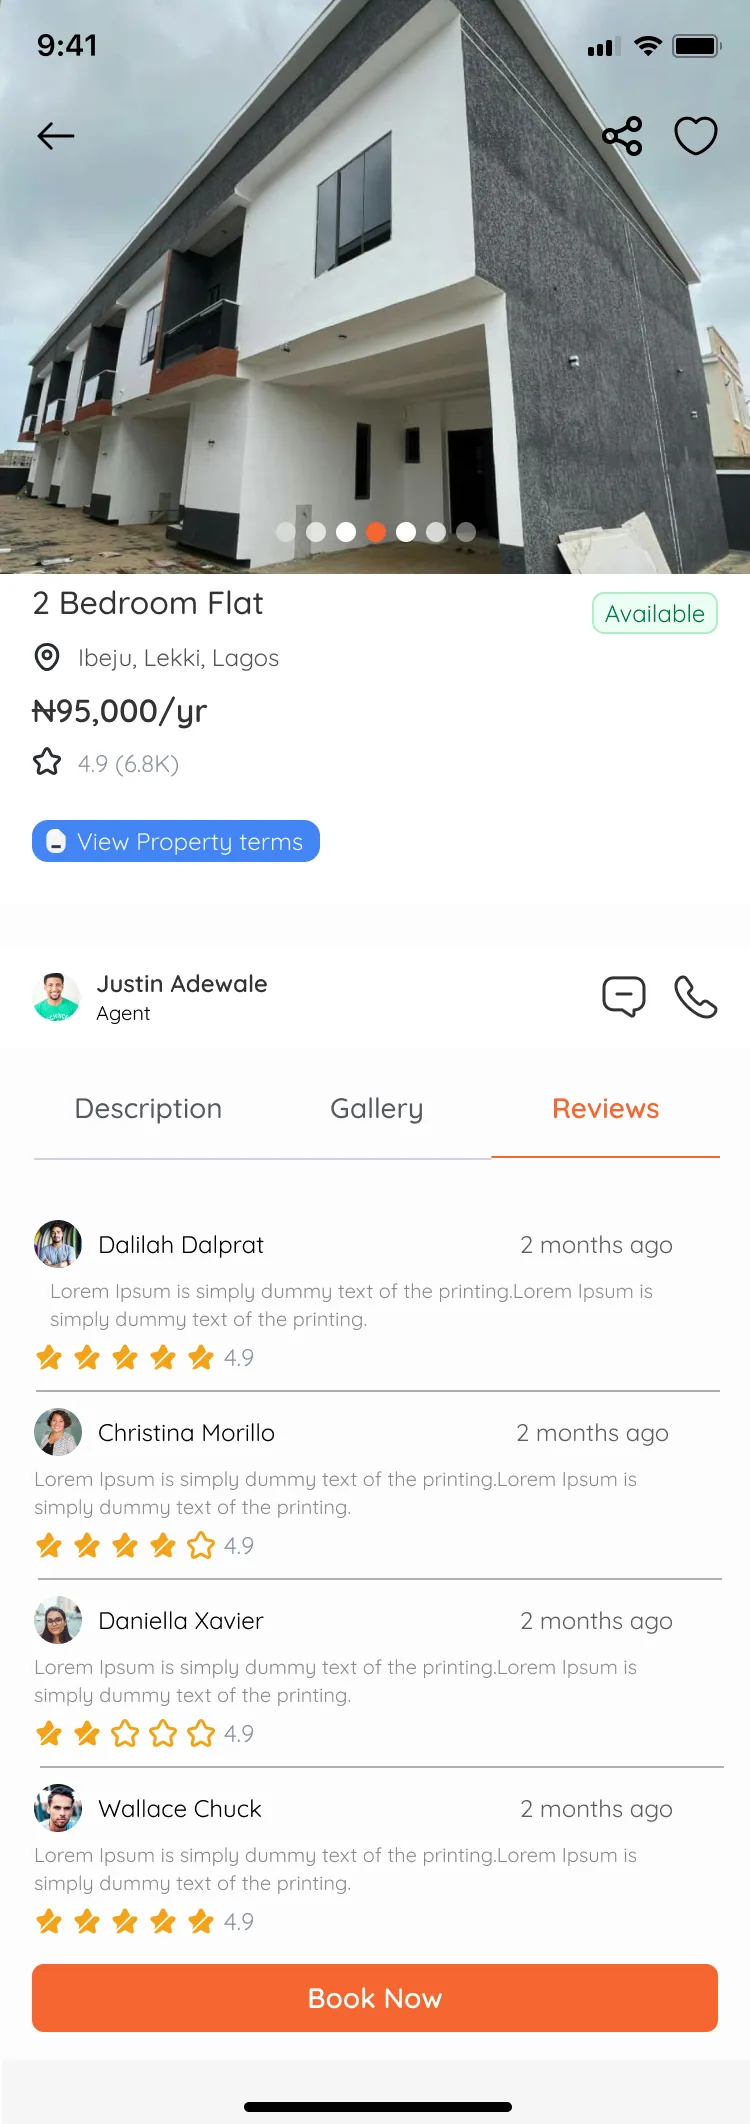 9:41
2 Bedroom Flat
Available
Ibeju, Lekki, Lagos
₦95,000/yr
4.9 (6.8K)
View Property terms
Justin Adewale
Agent
Description Gallery Reviews
Dalilah Dalprat 2 months ago
Lorem Ipsum is simply dummy text of the printing.Lorem Ipsum is
simply dummy text of the printing.
4.9
Christina Morillo 2 months ago
Lorem Ipsum is simply dummy text of the printing.Lorem Ipsum is
simply dummy text of the printing.
4.9
Daniella Xavier 2 months ago
Lorem Ipsum is simply dummy text of the printing.Lorem Ipsum is
simply dummy text of the printing.
4.9
Wallace Chuck 2 months ago
Lorem Ipsum is simply dummy text of the printing.Lorem Ipsum is
simply dummy text of the printing.
4.9
Book Now